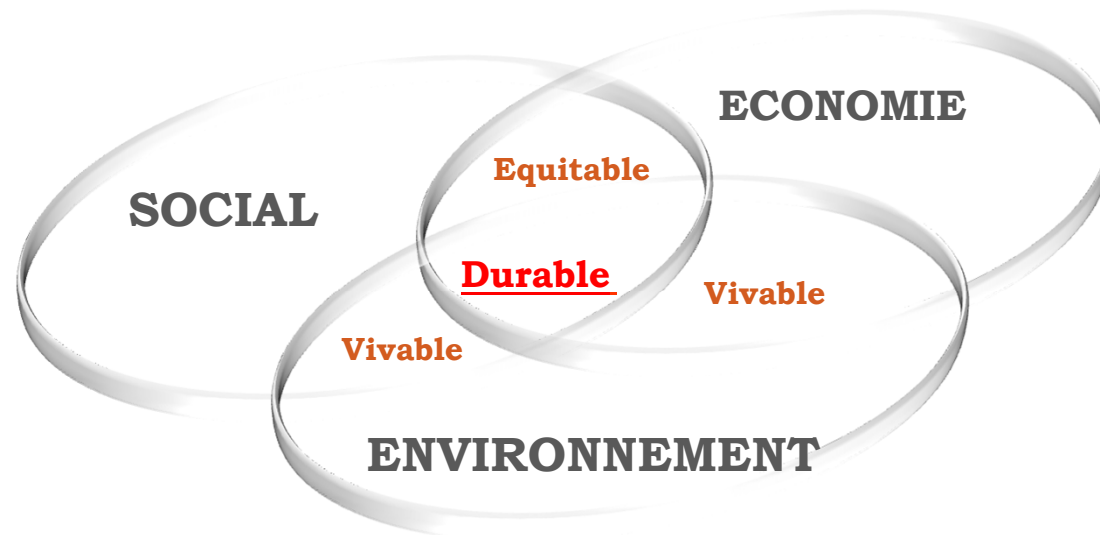 ECONOMIE
Equitable
SOCIAL
Durable
Vivable
Vivable
ENVIRONNEMENT